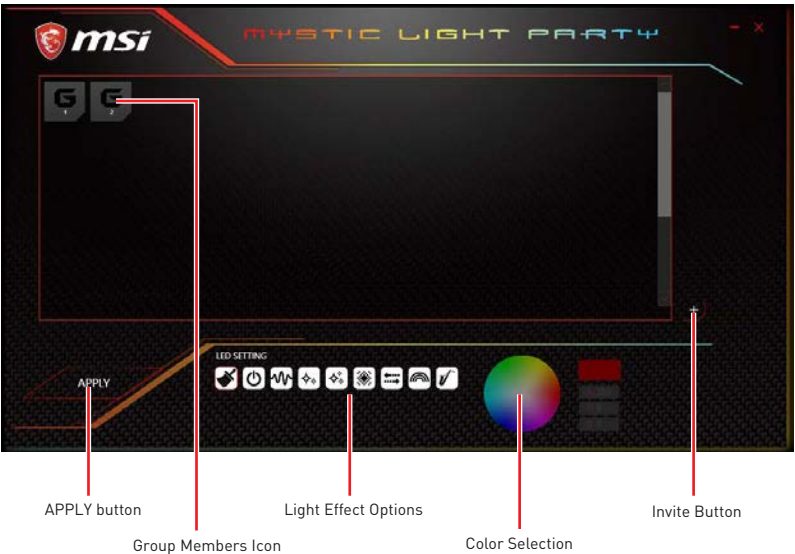 msi
MYSTIC LIGHT PARTY
1 2
LED SETTING
APPLY
APPLY button
Light Effect Options
Invite Button
Group Members Icon
Color Selection